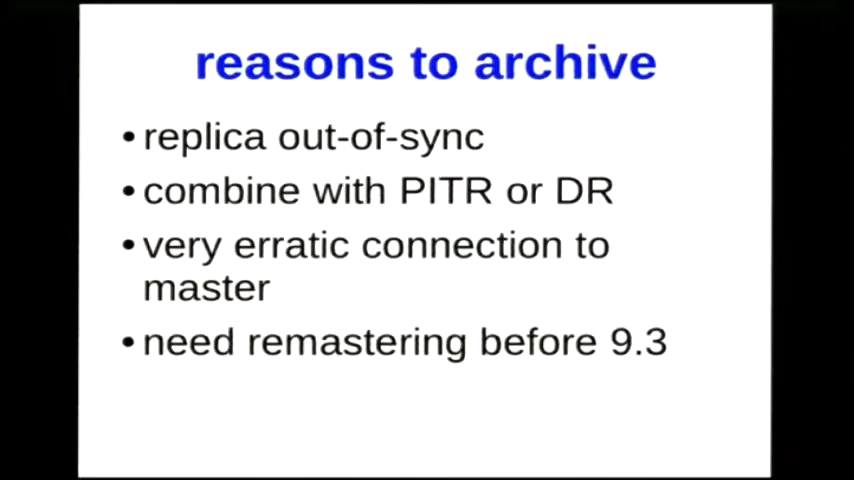 reasons to archive
• replica out-of-sync
• combine with PITR or DR
• very erratic connection to
master
• need remastering before 9.3